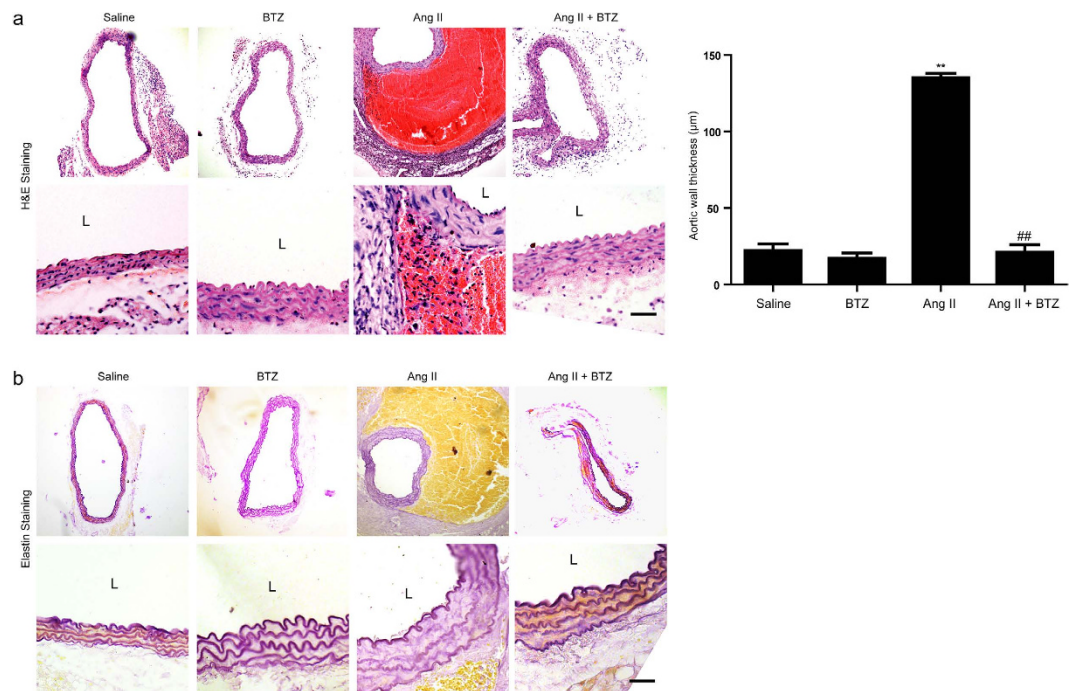 a
Saline BTZ Ang II Ang II + BTZ
H&E Staining
L L L L
Aortic wall thickness (μm)
150
100
50
0
**
##
Saline BTZ Ang II Ang II + BTZ
b
Saline BTZ Ang II Ang II + BTZ
Elastin Staining
L L L L